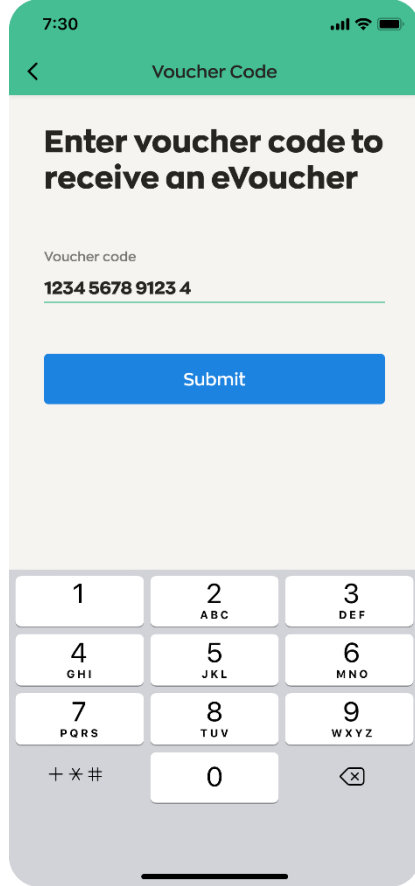 7:30
Voucher Code
Enter voucher code to
receive an eVoucher
Voucher code
1234 5678 9123 4
Submit
1 2 3
ABC DEF
4 5 6
GHI JKL MNO
7 8 9
PQRS TUV WXYZ
+*# 0